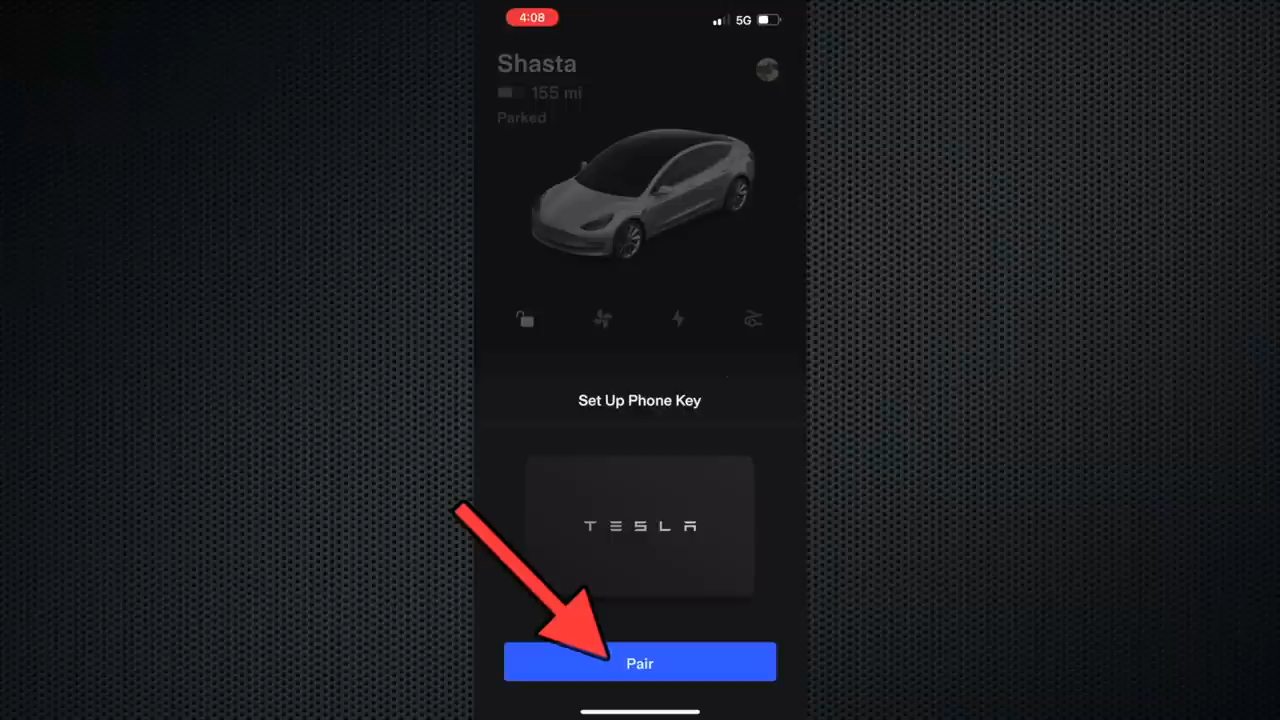 4:08
5G
Shasta
155 mi
Parked
Set Up Phone Key
TESLA
Pair